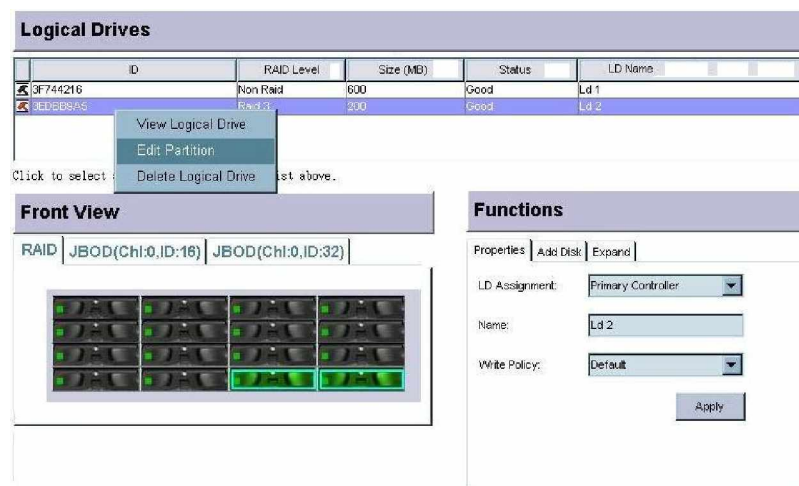 Logical Drives
ID RAID Level Size (MB) Status LD Name
3F744216 Non Raid 600 Good Ld 1
3EDBB9A5 Raid 3 200 Good Ld 2
View Logical Drive
Edit Partition
Delete Logical Drive
Click to select ist above.
Front View
RAID JBOD(Chl:0,ID:16) JBOD(Chl:0,ID:32)
Functions
Properties Add Disk Expand
LD Assignment: Primary Controller
Name: Ld 2
Write Policy: Default
Apply